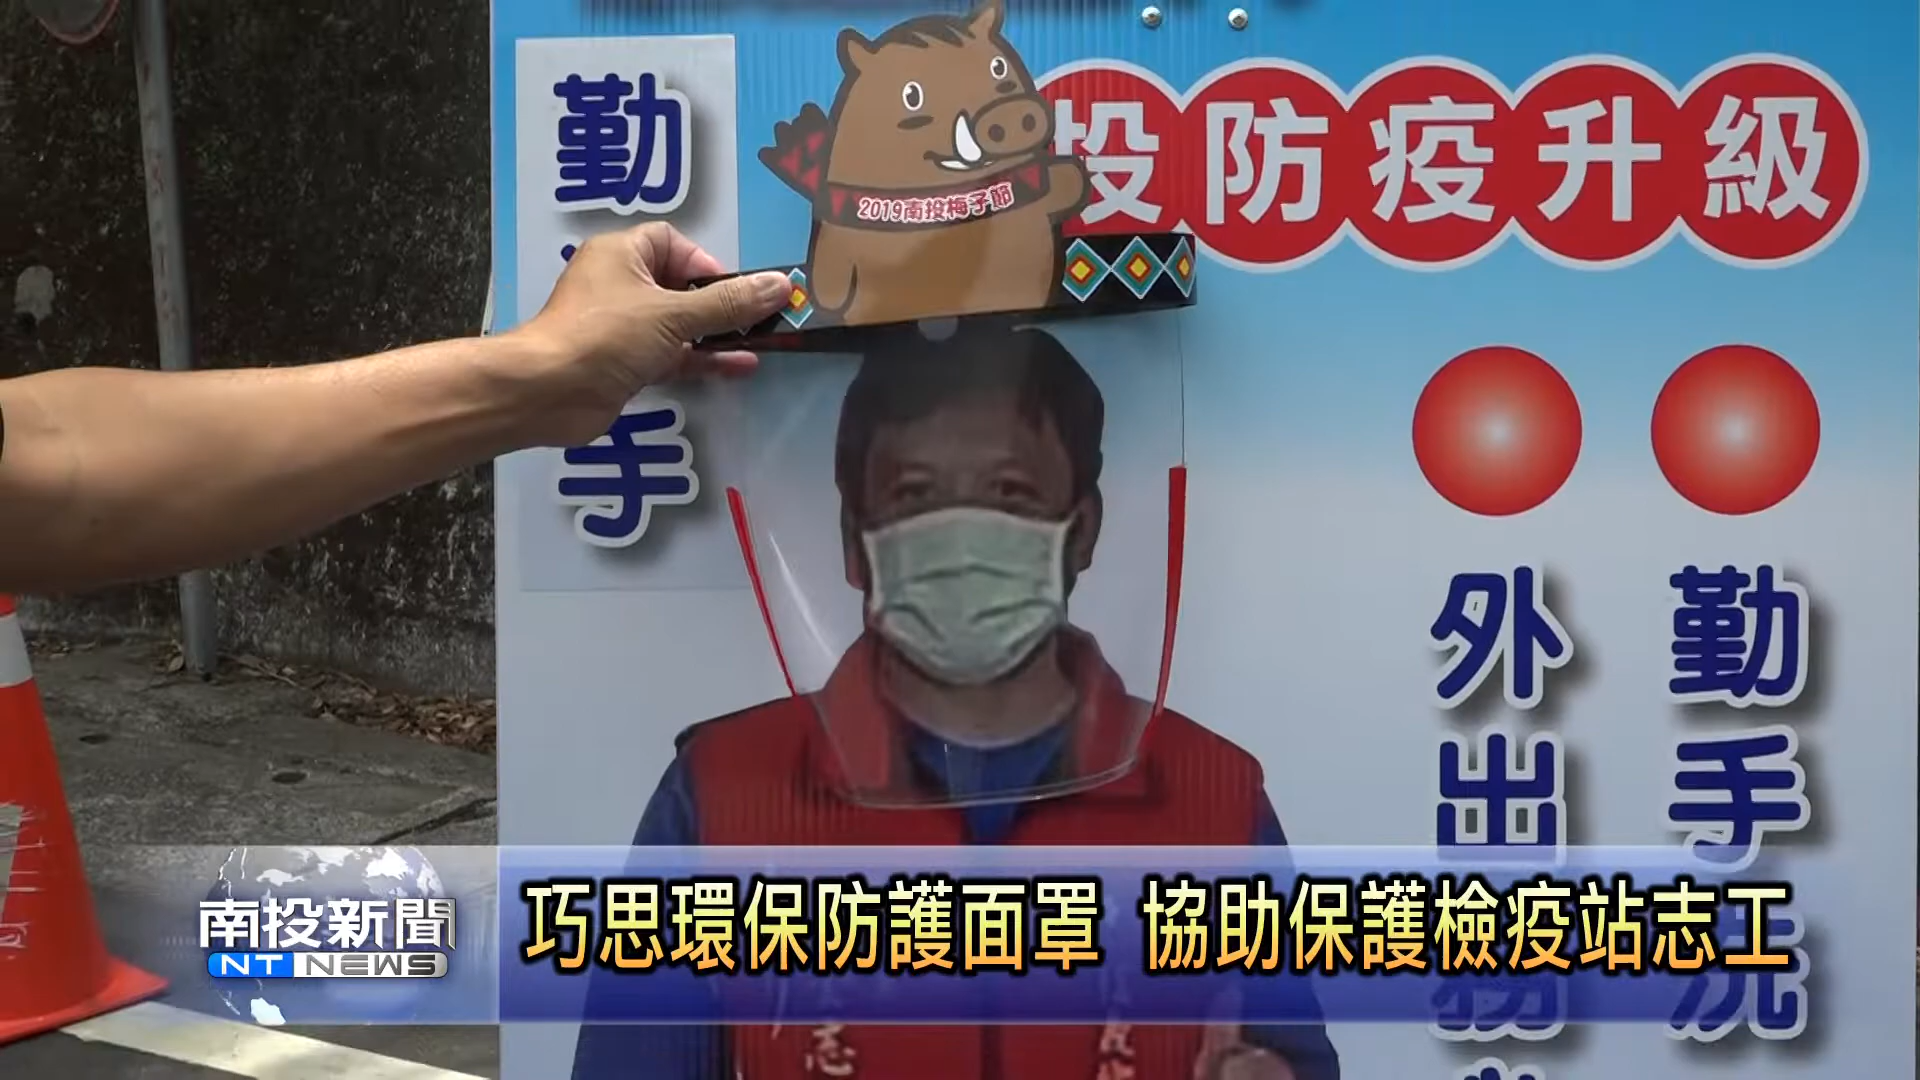 勤
手
2019南投梅子節
投防疫升級
外出
勤手洗
南投新聞
NT NEWS
巧思環保防護面罩 協助保護檢疫站志工
志